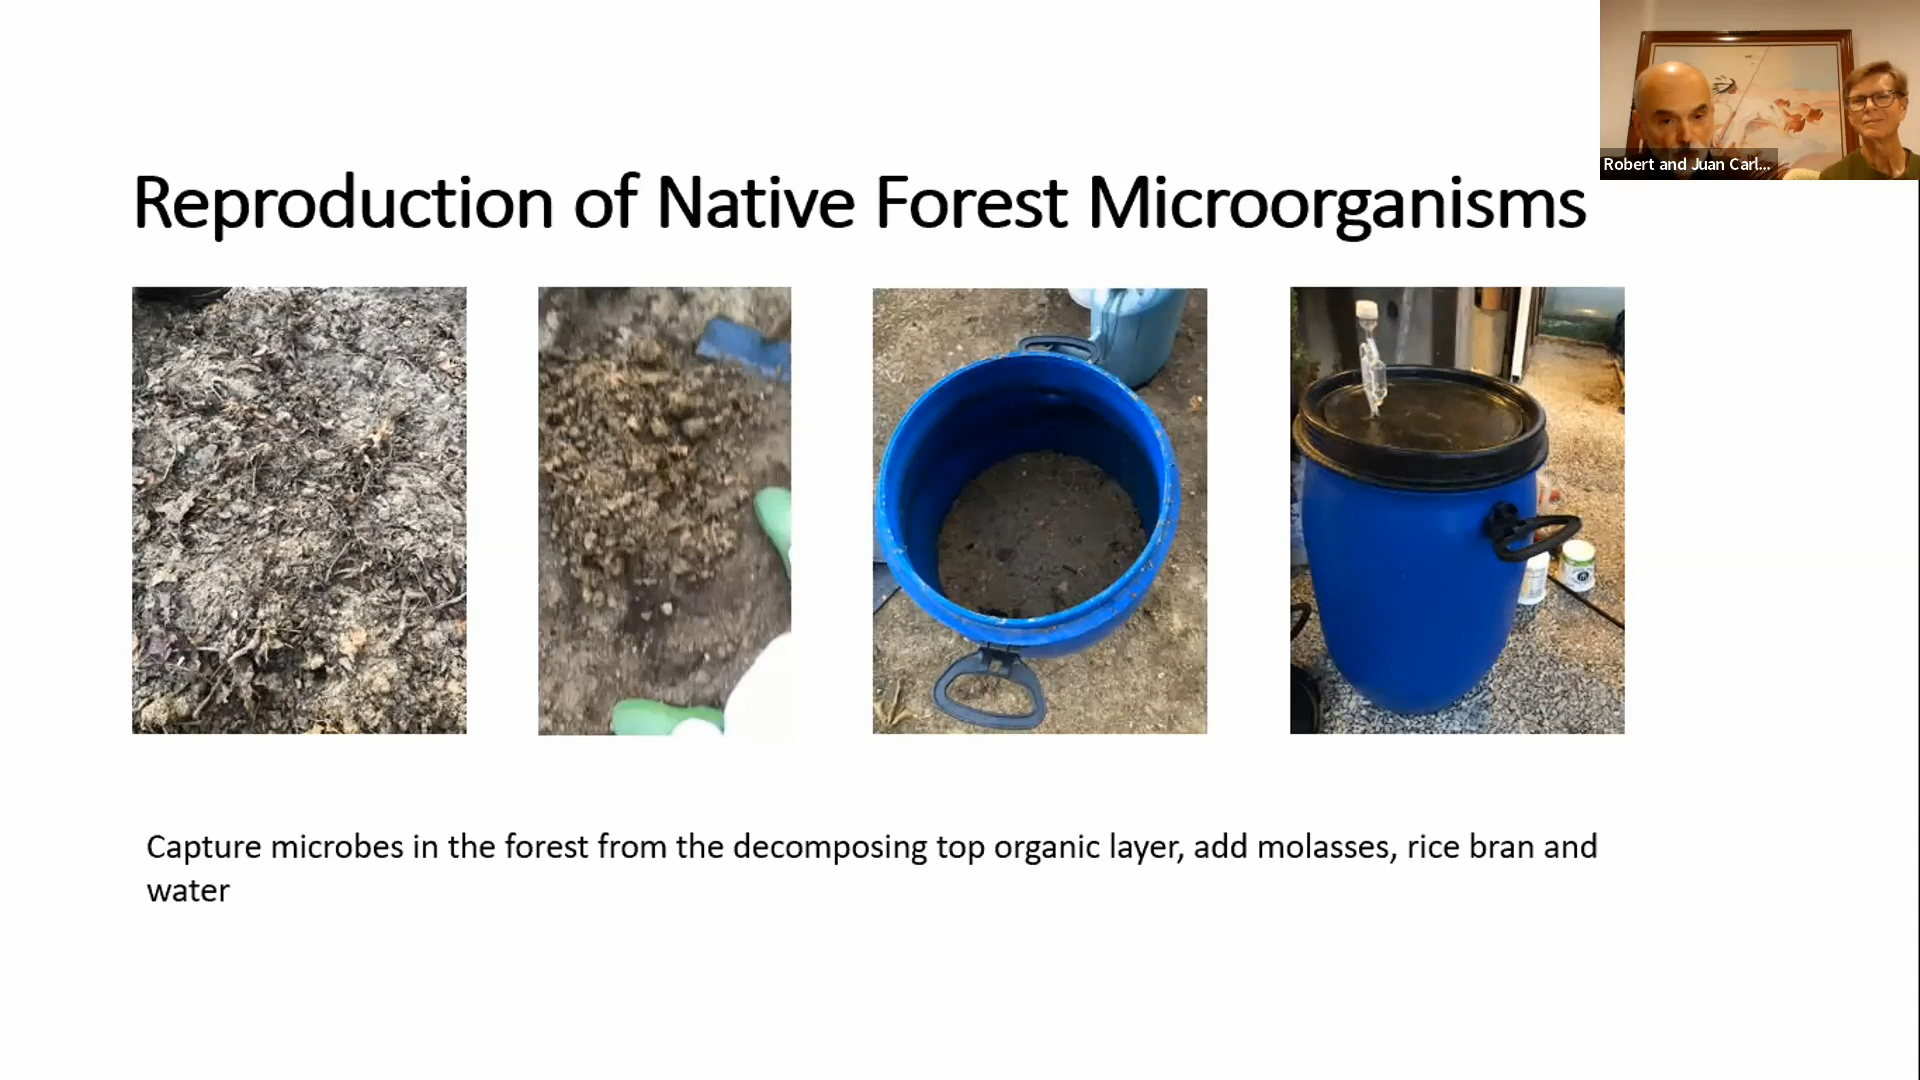 Robert and Juan Carl...
Reproduction of Native Forest Microorganisms
Capture microbes in the forest from the decomposing top organic layer, add molasses, rice bran and
water